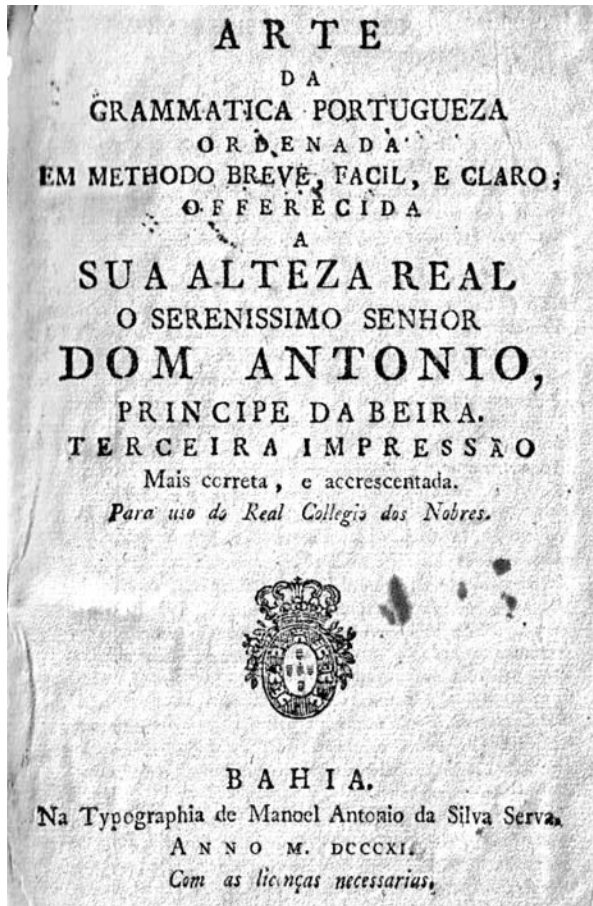 ARTE
DA
GRAMMATICA PORTUGUEZA
ORDENADA
EM METHODO BREVE, FACIL, E CLARO,
OFFERECIDA
A
SUA ALTEZA REAL
O SERENISSIMO SENHOR
DOM ANTONIO,
PRINCIPE DA BEIRA.
TERCEIRA IMPRESSÃO
Mais correta, e accrescentada.
Para uso do Real Collegio dos Nobres.
BAHIA.
Na Typographia de Manoel Antonio da Silva Serva.
ANNO M. DCCCXI.
Com as licenças necessarias.